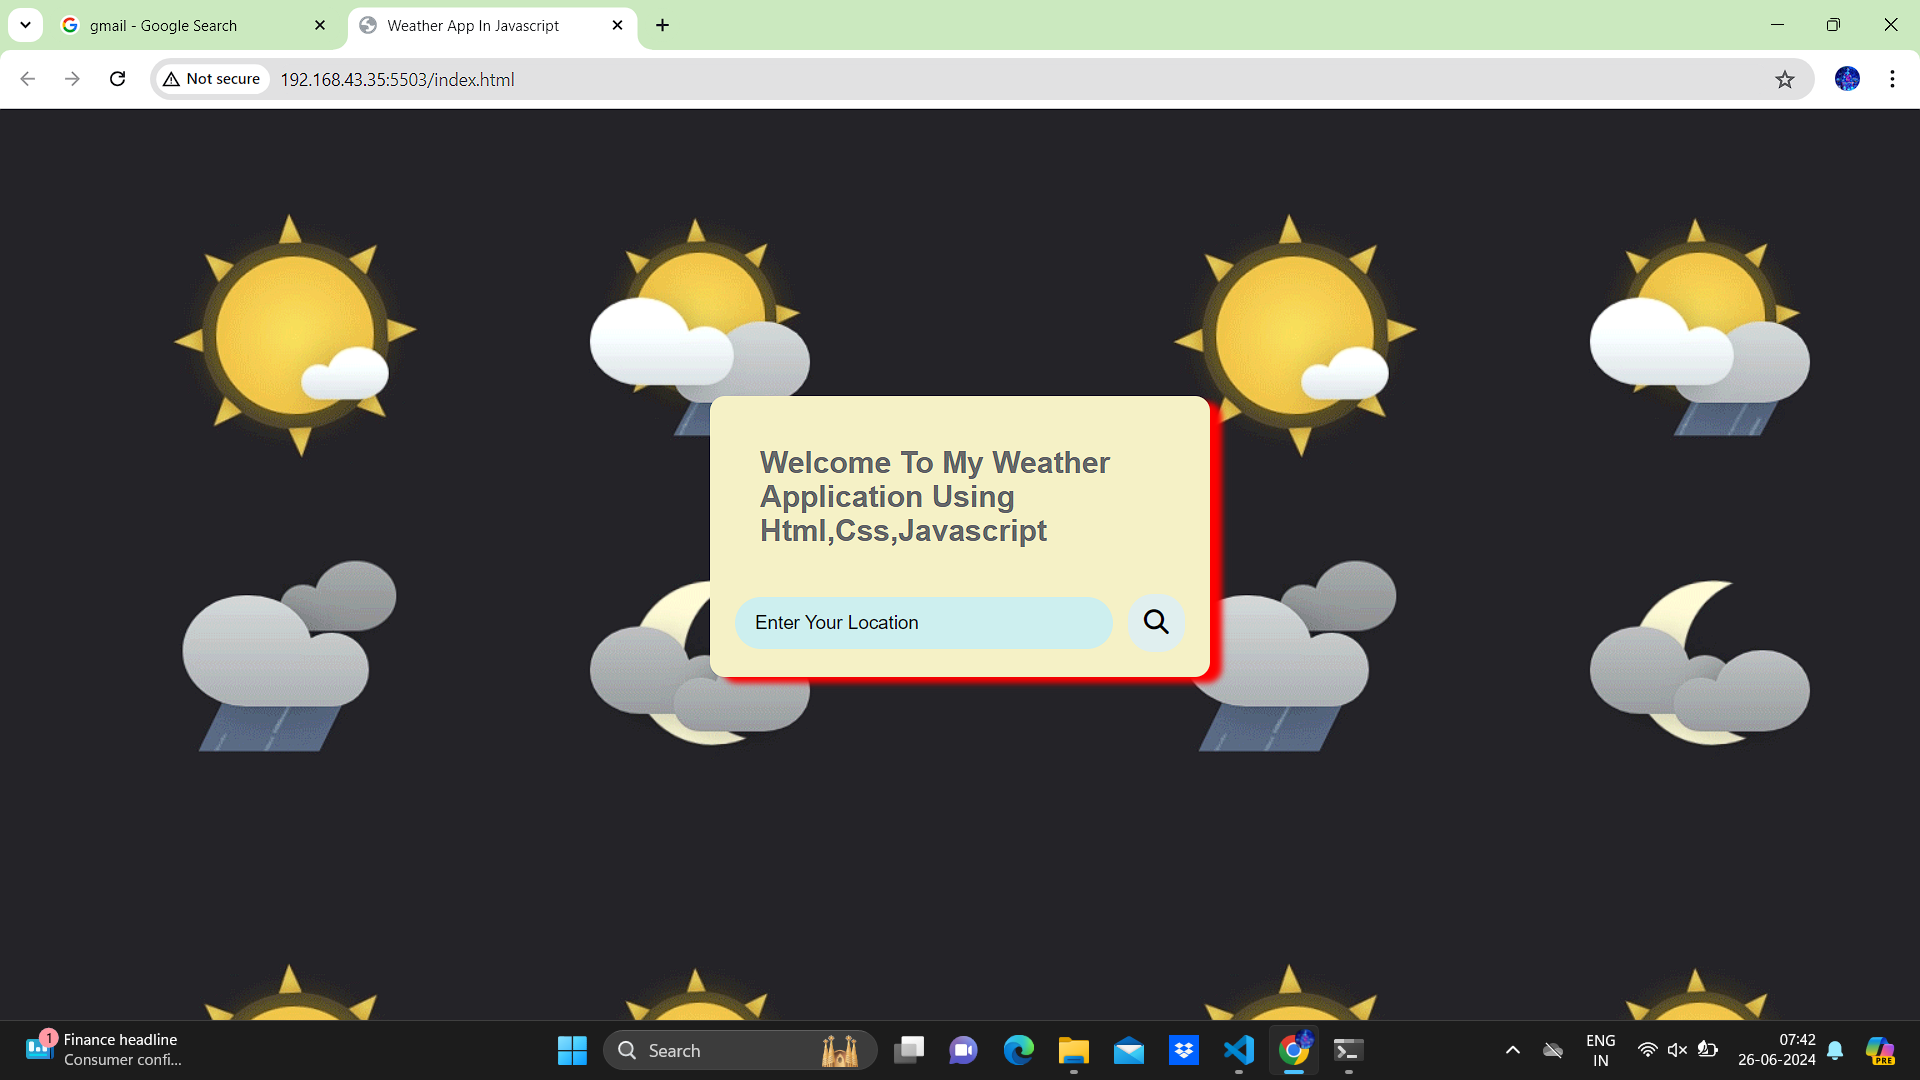 gmail - Google Search
Weather App In Javascript
Not secure
192.168.43.35:5503/index.html
Welcome To My Weather
Application Using
Html,Css,Javascript
Enter Your Location
1
Finance headline
Consumer confi...
Search
ENG
IN
07:42
26-06-2024
PRE